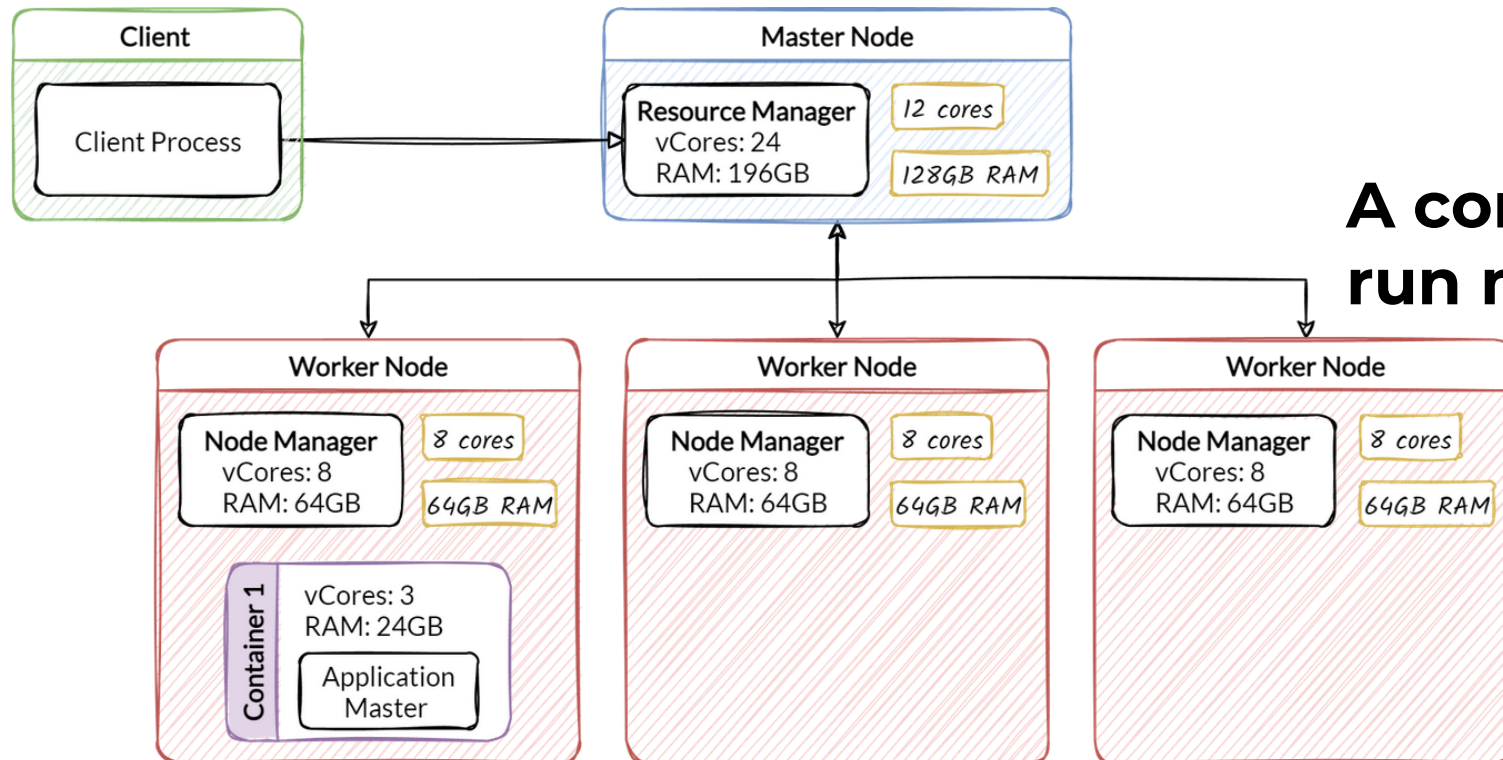 Client
Client Process
Master Node
Resource Manager
vCores: 24
RAM: 196GB
12 cores
128GB RAM
A
run
Worker Node
Node Manager
vCores: 8
RAM: 64GB
8 cores
64GB RAM
Container 1
vCores: 3
RAM: 24GB
Application
Master
Worker Node
Node Manager
vCores: 8
RAM: 64GB
8 cores
64GB RAM
Worker Node
Node Manager
vCores: 8
RAM: 64GB
8 cores
64GB RAM